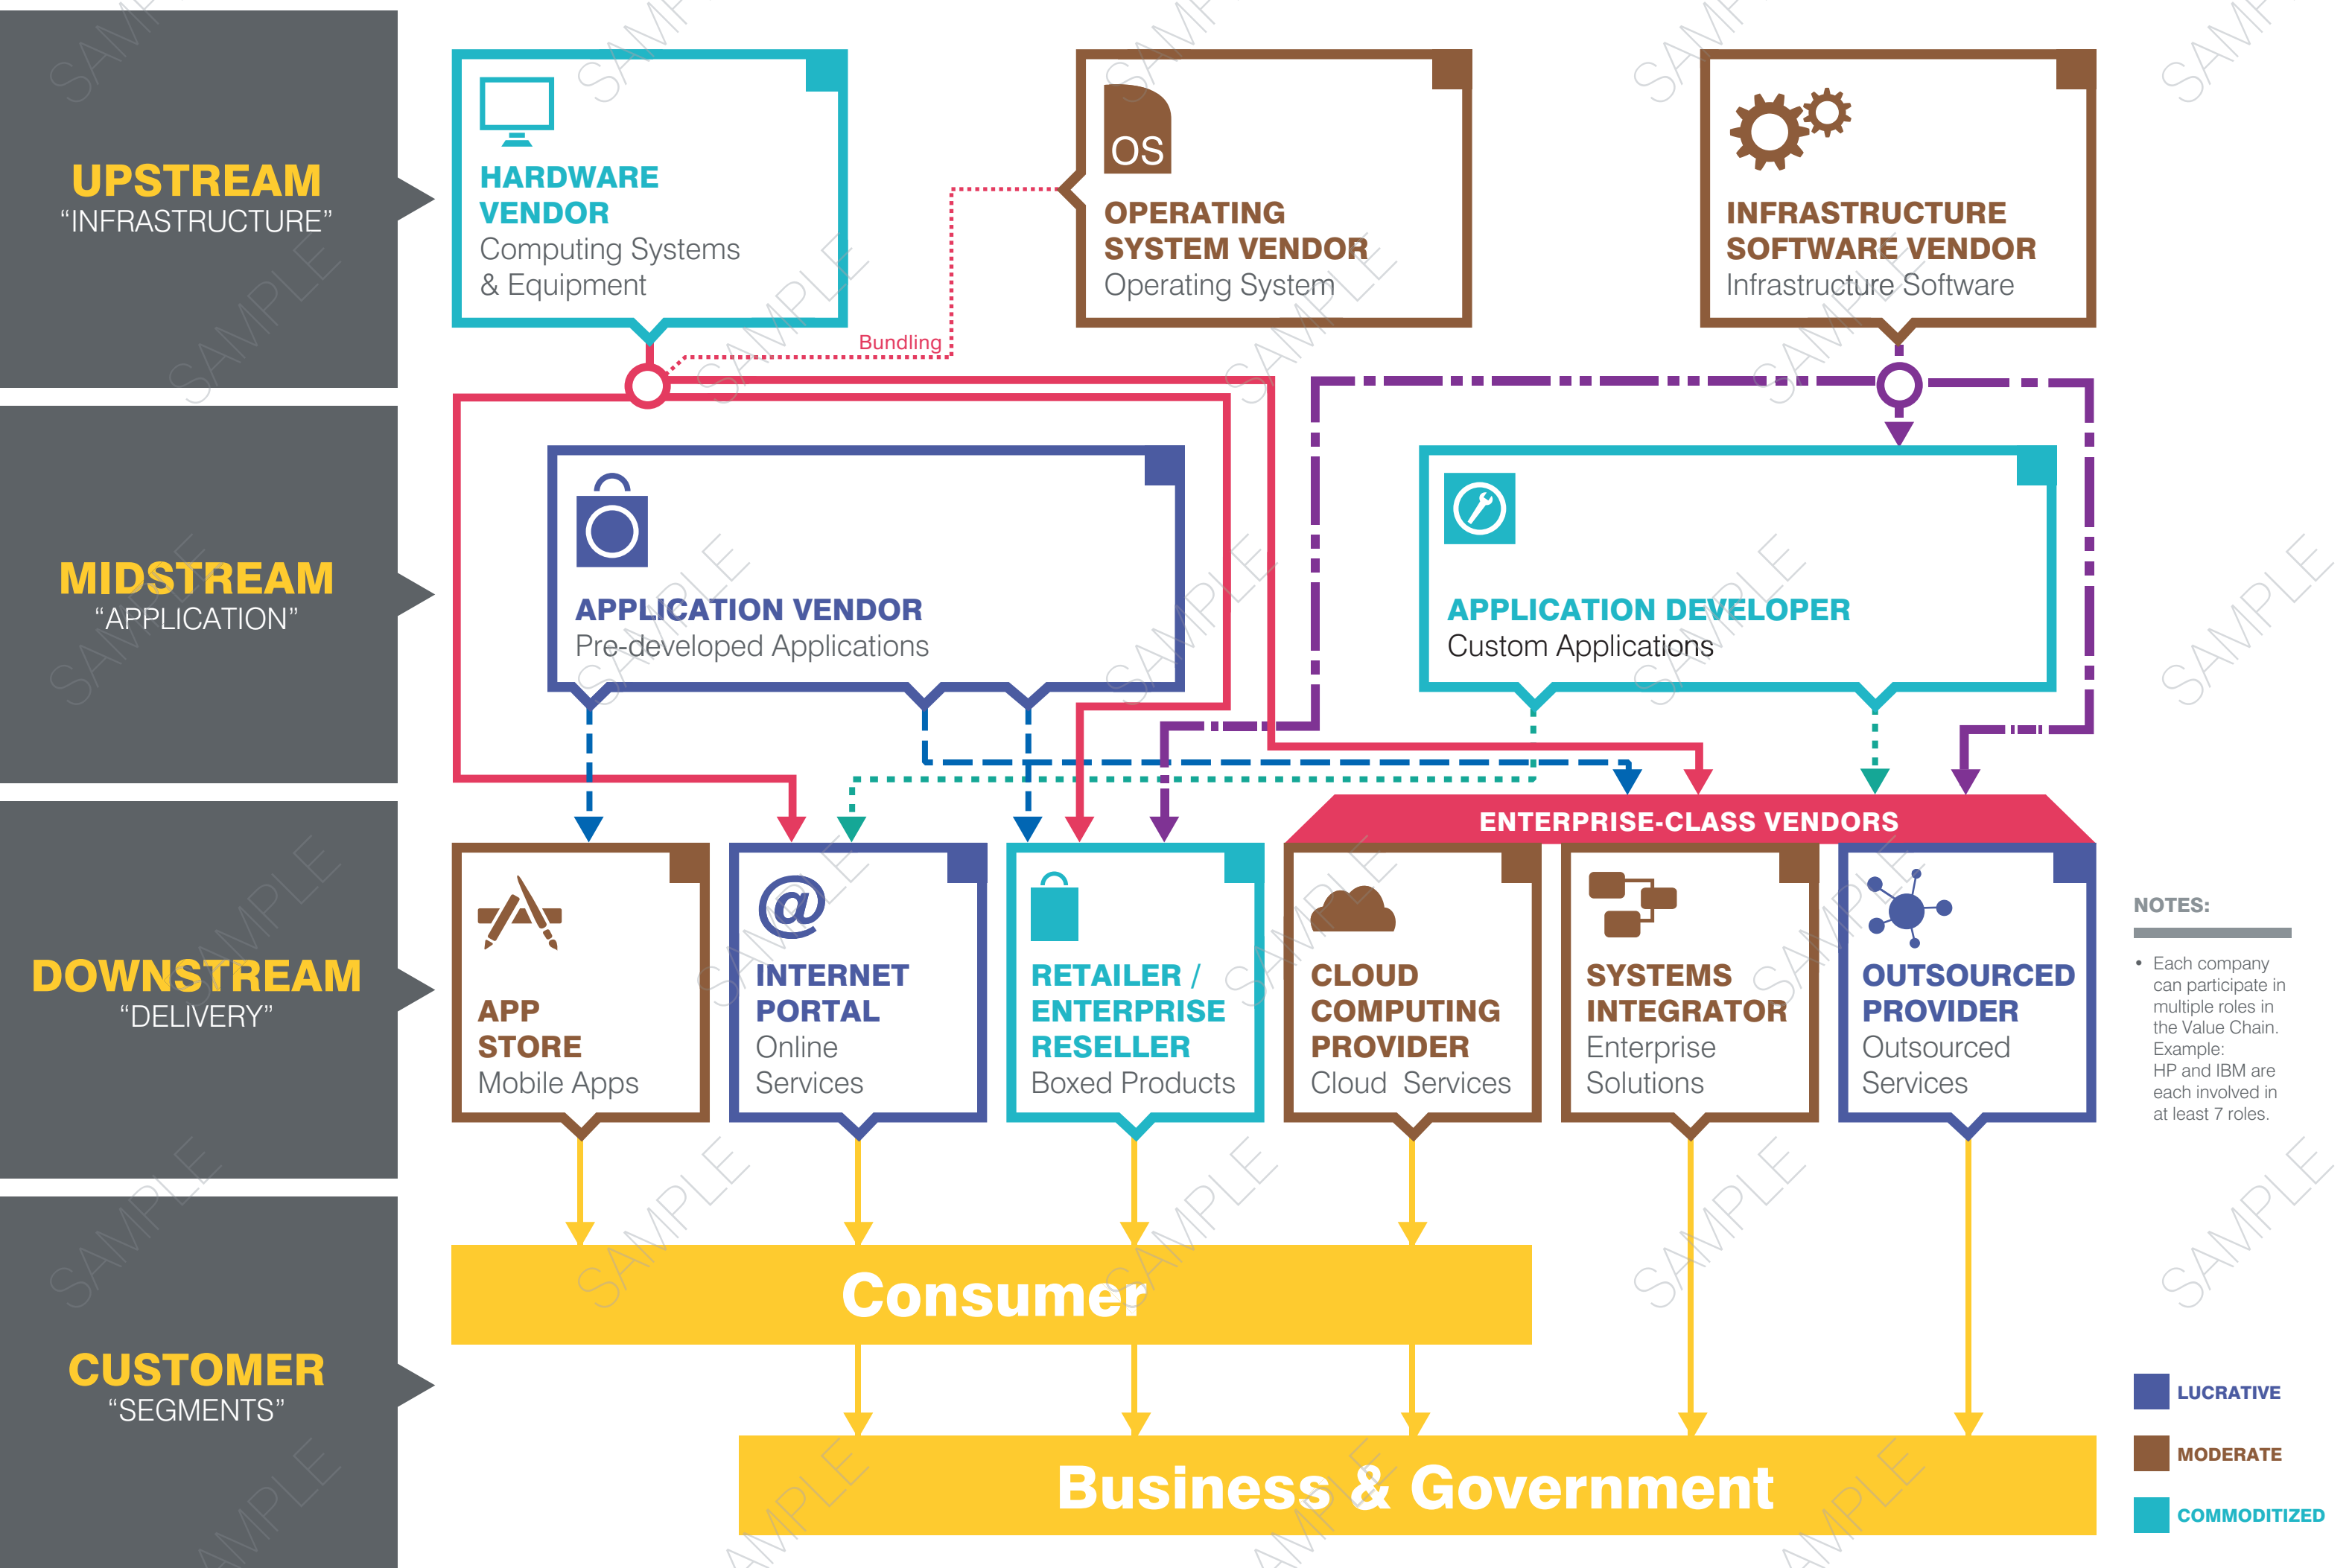 UPSTREAM
“INFRASTRUCTURE”
HARDWARE
VENDOR
Computing Systems
& Equipment
OS
OPERATING
SYSTEM VENDOR
Operating System
INFRASTRUCTURE
SOFTWARE VENDOR
Infrastructure Software
Bundling
MIDSTREAM
“APPLICATION”
APPLICATION VENDOR
Pre-developed Applications
APPLICATION DEVELOPER
Custom Applications
DOWNSTREAM
“DELIVERY”
ENTERPRISE-CLASS VENDORS
APP
STORE
Mobile Apps
@
INTERNET
PORTAL
Online
Services
RETAILER /
ENTERPRISE
RESELLER
Boxed Products
CLOUD
COMPUTING
PROVIDER
Cloud Services
SYSTEMS
INTEGRATOR
Enterprise
Solutions
OUTSOURCED
PROVIDER
Outsourced
Services
NOTES:
• Each company
can participate in
multiple roles in
the Value Chain.
Example:
HP and IBM are
each involved in
at least 7 roles.
CUSTOMER
“SEGMENTS”
Consumer
Business & Government
LUCRATIVE
MODERATE
COMMODITIZED
SAMPLE